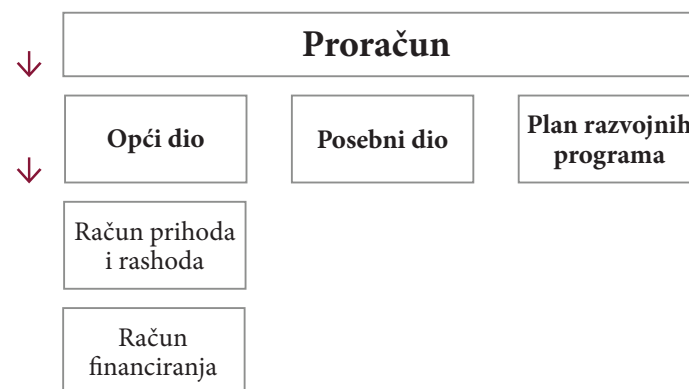 Proračun
Opći dio
Posebni dio
Plan razvojnih
programa
Račun prihoda
i rashoda
Račun
financiranja